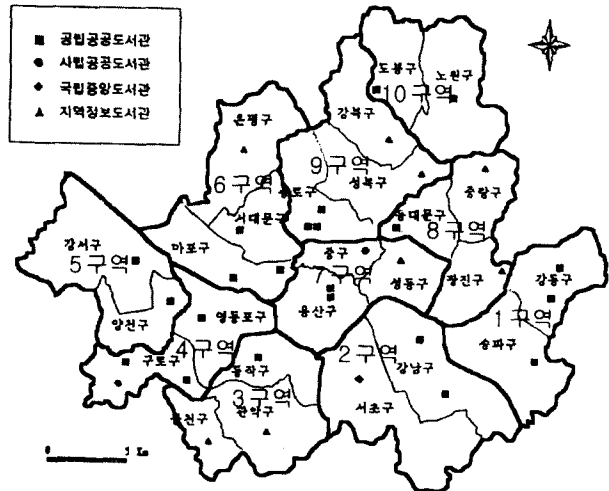 공립공공도서관
사립공공도서관
국립중앙도서관
지역정보도서관
도봉구
노원구
10구역
강북구
은평구
9구역
성북구
중랑구
6구역
종로구
서대문구
동대문구
8구역
강서구
마포구
중구
5구역
7구역
성동구
광진구
강동구
용산구
양천구
영등포구
1구역
송파구
4구역
구로구
2구역
동작구
강남구
3구역
서초구
관악구
금천구
0 5 Km